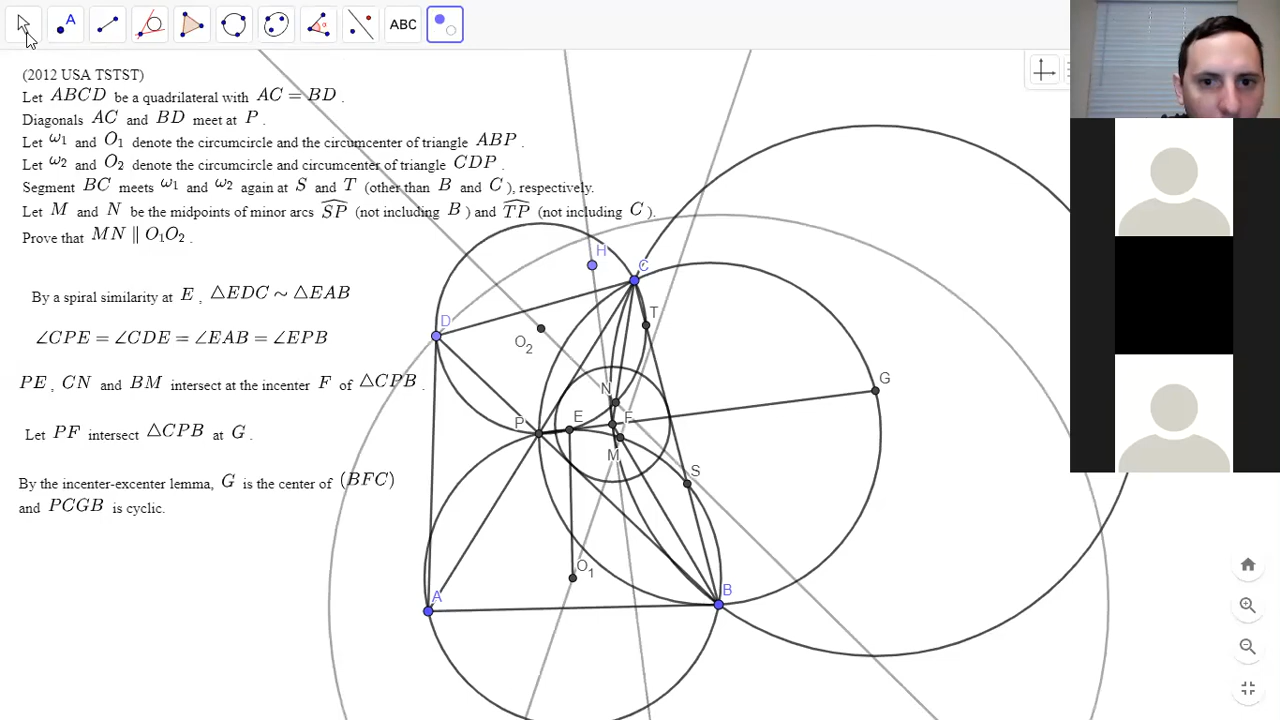 A
ABC
(2012 USA TSTST)
Let ABCD be a quadrilateral with AC = BD .
Diagonals AC and BD meet at P .
Let ω1 and O1 denote the circumcircle and the circumcenter of triangle ABP .
Let ω2 and O2 denote the circumcircle and circumcenter of triangle CDP .
Segment BC meets ω1 and ω2 again at S and T (other than B and C ), respectively.
Let M and N be the midpoints of minor arcs SP (not including B ) and TP (not including C ).
Prove that MN ∥ O1O2 .
By a spiral similarity at E , △EDC ∼ △EAB
∠CPE = ∠CDE = ∠EAB = ∠EPB
PE , CN and BM intersect at the incenter F of △CPB .
Let PF intersect △CPB at G .
By the incenter-excenter lemma, G is the center of (BFC)
and PCGB is cyclic.
H
C
D
T
O2
G
N
P
E
F
M
S
O1
A
B